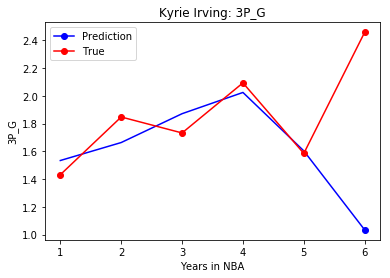 Kyrie Irving: 3P_G
Prediction
True
3P_G
2.4
2.2
2.0
1.8
1.6
1.4
1.2
1.0
1 2 3 4 5 6
Years in NBA